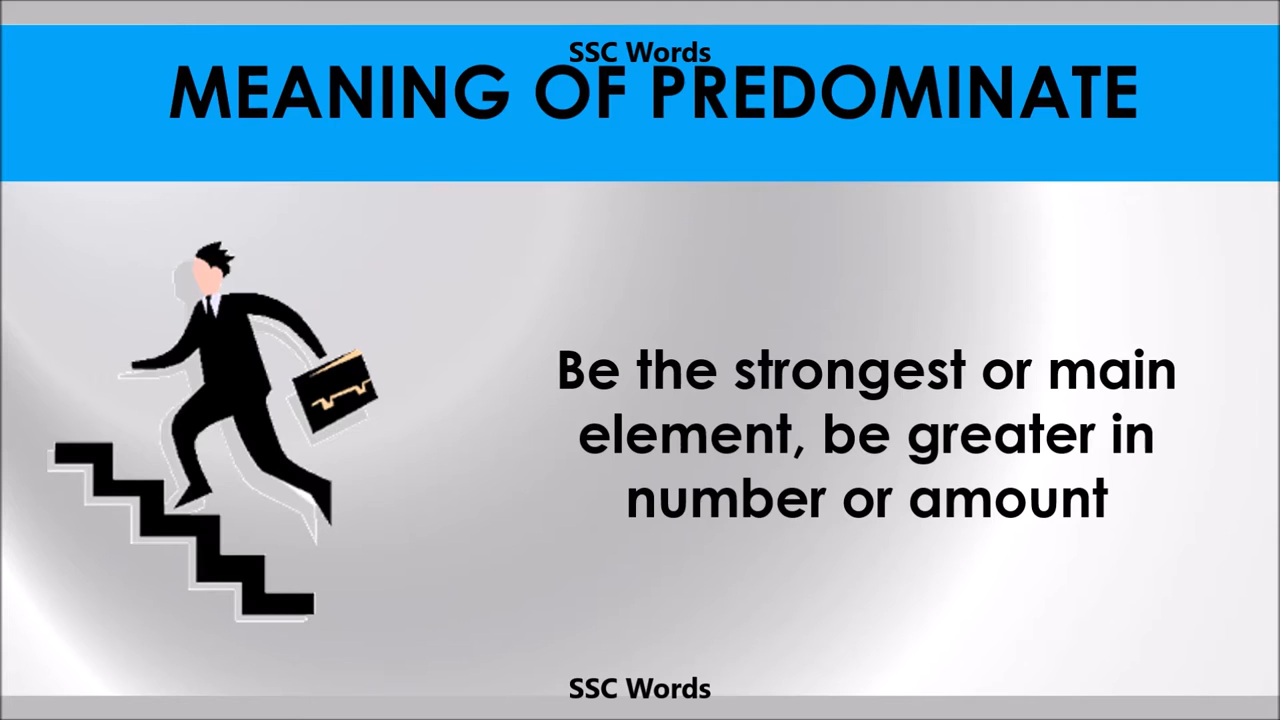 SSC Words
MEANING OF PREDOMINATE
Be the strongest or main
element, be greater in
number or amount
SSC Words